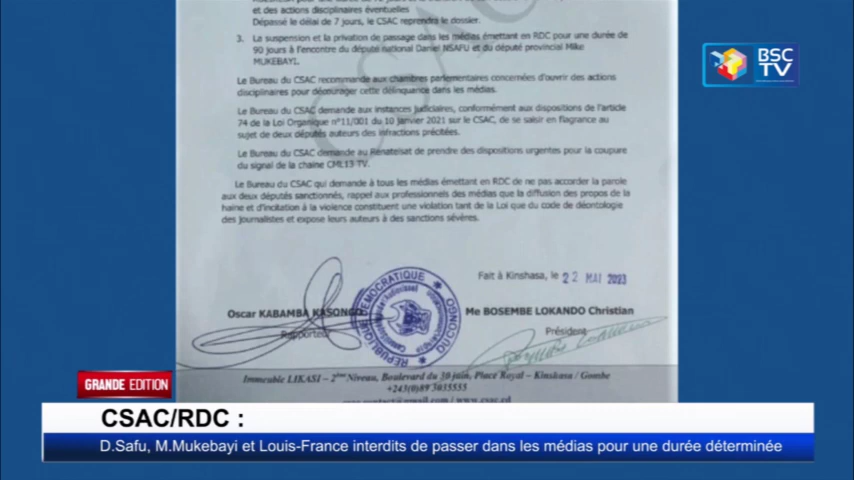 et des actions disciplinaires éventuelles
Dépassé le délai de 7 jours, le CSAC reprendra le dossier.
3. La suspension et la privation de passage dans les médias émettant en RDC pour une durée de
90 jours à l'encontre du député national Daniel NSAFU et du député provincial Mike
MUKEBAYI.
Le Bureau du CSAC recommande aux chambres parlementaires concernées d'ouvrir des actions
disciplinaires pour décourager cette délinquance dans les médias.
Le Bureau du CSAC demande aux instances judiciaires, conformément aux dispositions de l'article
74 de la Loi Organique n°11/001 du 10 janvier 2021 sur le CSAC, de se saisir en flagrance au
sujet de deux députés auteurs des infractions précitées.
Le Bureau du CSAC demande au Renatelsat de prendre des dispositions urgentes pour la coupure
du signal de la chaine CML13 TV.
Le Bureau du CSAC qui demande à tous les médias émettant en RDC de ne pas accorder la parole
aux deux députés sanctionnés, rappel aux professionnels des médias que la diffusion des propos de la
haine et d'incitation à la violence constituent une violation tant de la Loi que du code de déontologie
des journalistes et expose leurs auteurs à des sanctions sévères.
Fait à Kinshasa, le 22 MAI 2023
Oscar KABAMBA KASONGO
Me BOSEMBE LOKANDO Christian
Rapporteur
Président
REPUBLIQUE DEMOCRATIQUE DU CONGO
Immeuble LIKASI – 2ème Niveau, Boulevard du 30 juin, Place Royal – Kinskasa / Gombe
BSC
TV
GRANDE EDITION
CSAC/RDC :
D.Safu, M.Mukebayi et Louis-France interdits de passer dans les médias pour une durée déterminée